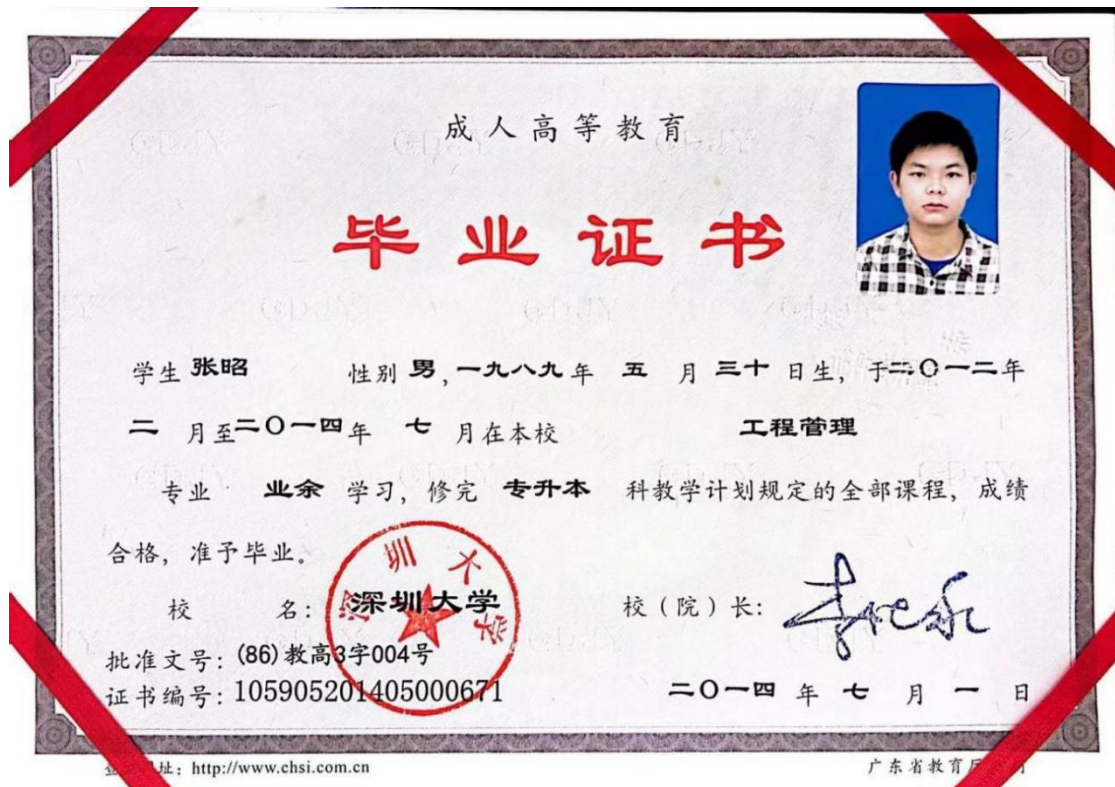 成人高等教育
毕业证书
学生 张昭 性别 男,一九八九年 五 月 三十 日生, 于二〇一二年
二 月至二〇一四年 七 月在本校 工程管理
专业 业余 学习, 修完 专升本 科教学计划规定的全部课程, 成绩
合格, 准予毕业。
深圳大学
校 名: 深圳大学 校(院)长:
批准文号: (86)教高3字004号
证书编号: 105905201405000671 二〇一四 年 七 月 一 日
址: http://www.chsi.com.cn 广东省教育